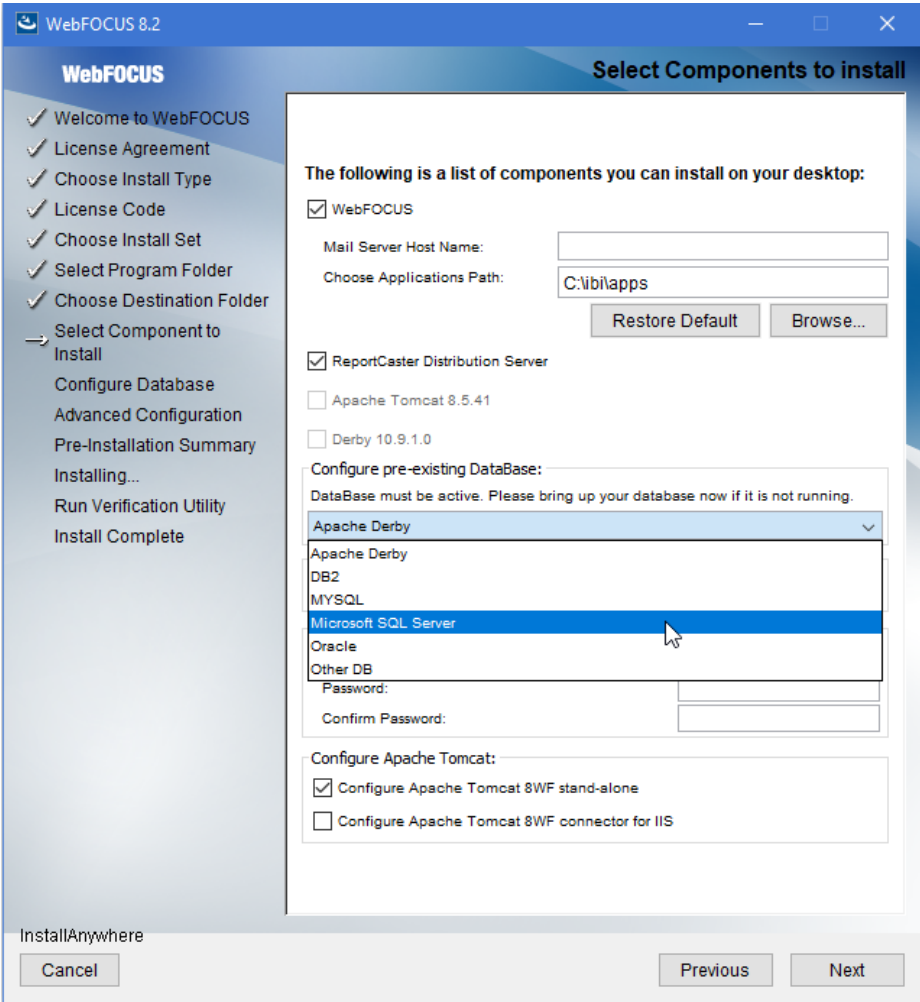 WebFOCUS 8.2
WebFOCUS
Select Components to install
Welcome to WebFOCUS
License Agreement
Choose Install Type
License Code
Choose Install Set
Select Program Folder
Choose Destination Folder
Select Component to
Install
Configure Database
Advanced Configuration
Pre-Installation Summary
Installing...
Run Verification Utility
Install Complete
The following is a list of components you can install on your desktop:
WebFOCUS
Mail Server Host Name:
Choose Applications Path:
C:\ibi\apps
Restore Default
Browse...
ReportCaster Distribution Server
Apache Tomcat 8.5.41
Derby 10.9.1.0
Configure pre-existing DataBase:
DataBase must be active. Please bring up your database now if it is not running.
Apache Derby
Apache Derby
DB2
MYSQL
Microsoft SQL Server
Oracle
Other DB
Password:
Confirm Password:
Configure Apache Tomcat:
Configure Apache Tomcat 8WF stand-alone
Configure Apache Tomcat 8WF connector for IIS
InstallAnywhere
Cancel
Previous
Next